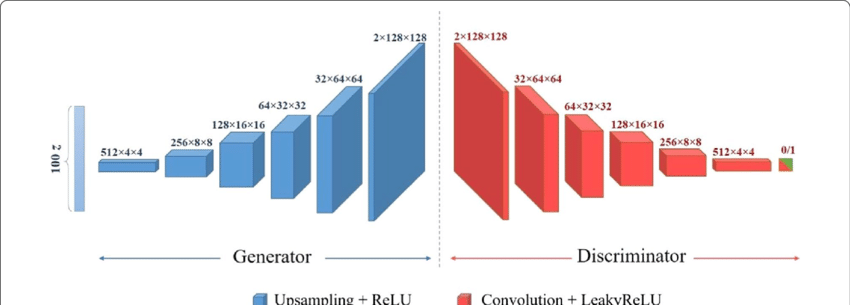 2×128×128
32×64×64
64×32×32
128×16×16
256×8×8
512×4×4
100 z
2×128×128
32×64×64
64×32×32
128×16×16
256×8×8
512×4×4
0/1
Generator
Discriminator
Upsampling + ReLU
Convolution + LeakyReLU